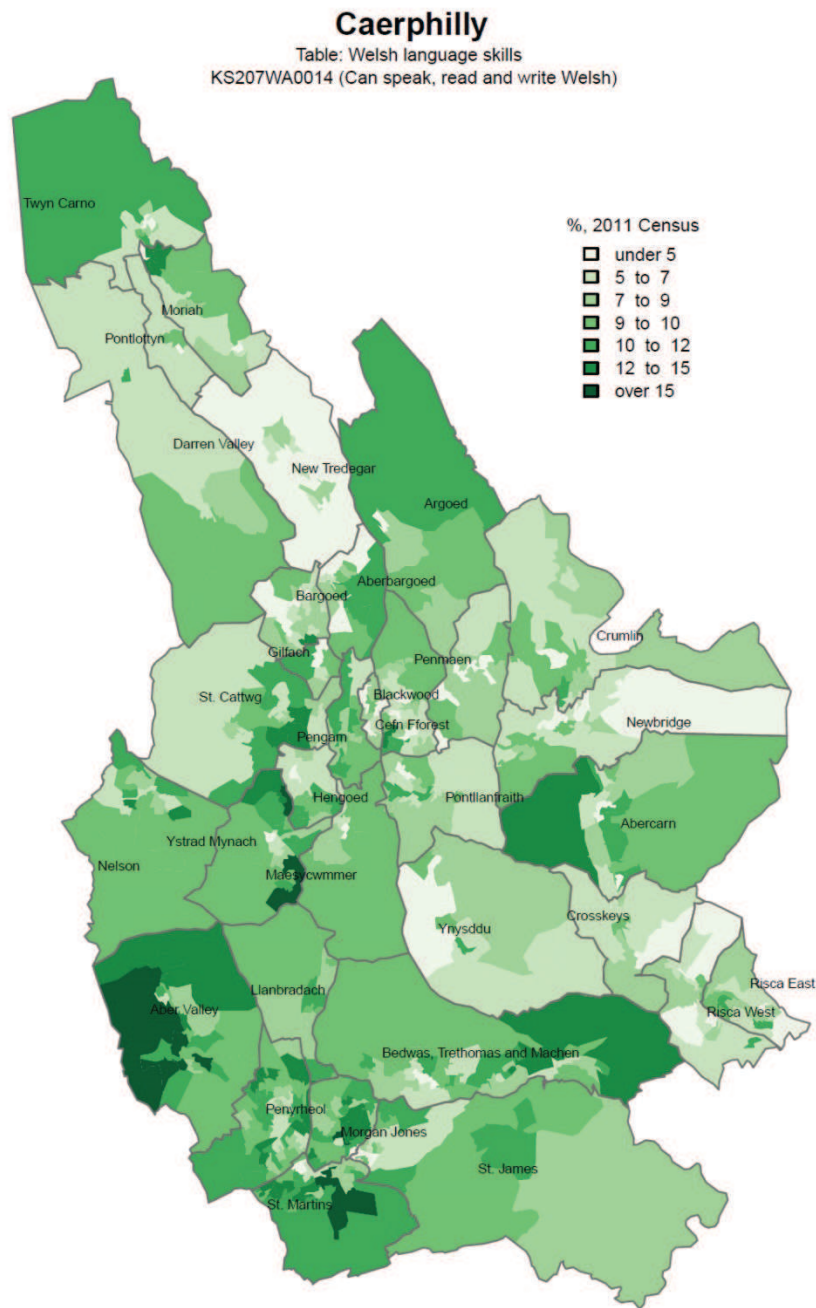 Caerphilly
Table: Welsh language skills
KS207WA0014 (Can speak, read and write Welsh)
%, 2011 Census
under 5
5 to 7
7 to 9
9 to 10
10 to 12
12 to 15
over 15
Twyn Carno
Moriah
Pontlottyn
Darren Valley
New Tredegar
Argoed
Aberbargoed
Bargoed
Crumlin
Gilfach
Penmaen
St. Cattwg
Blackwood
Newbridge
Cefn Fforest
Pengam
Hengoed
Pontllanfraith
Abercarn
Ystrad Mynach
Nelson
Maesycwmmer
Crosskeys
Ynysddu
Risca East
Llanbradach
Aber Valley
Risca West
Bedwas, Trethomas and Machen
Penyrheol
Morgan Jones
St. James
St. Martins